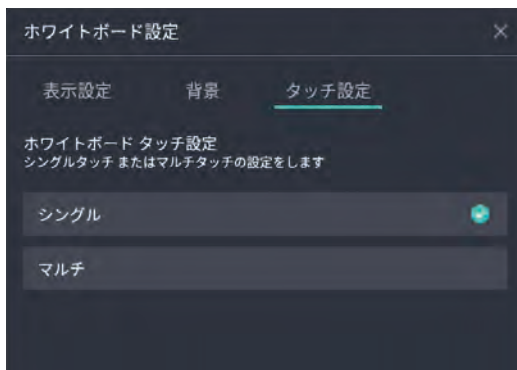 ホワイトボード設定
表示設定 背景 タッチ設定
ホワイトボード タッチ設定
シングルタッチ またはマルチタッチの設定をします
シングル
マルチ